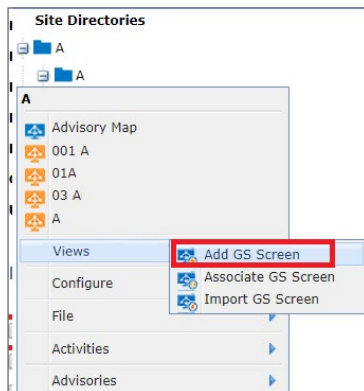 Site Directories
A
A
A
Advisory Map
001 A
01A
03 A
A
Views
Add GS Screen
Associate GS Screen
Import GS Screen
Configure
File
Activities
Advisories